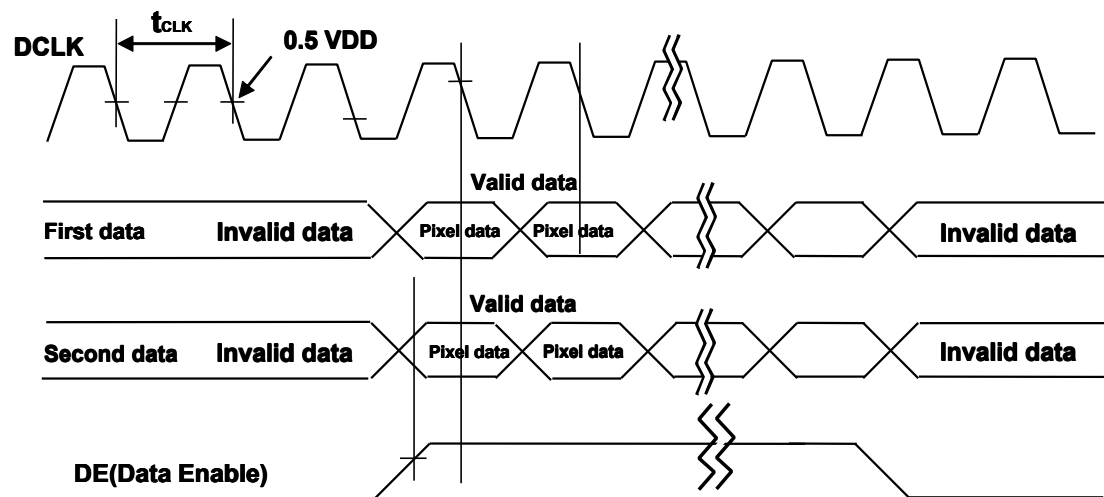 tCLK
DCLK
0.5 VDD
Valid data
First data Invalid data Pixel data Pixel data Invalid data
Valid data
Second data Invalid data Pixel data Pixel data Invalid data
DE(Data Enable)